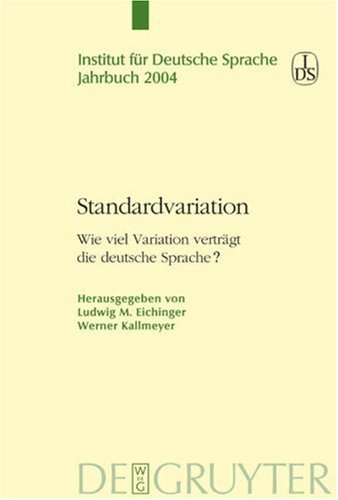 Institut für Deutsche Sprache
Jahrbuch 2004
I
DS
Standardvariation
Wie viel Variation verträgt
die deutsche Sprache?
Herausgegeben von
Ludwig M. Eichinger
Werner Kallmeyer
W
DE
G
DE GRUYTER